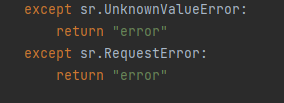 except sr.UnknownValueError:
    return "error"
except sr.RequestError:
    return "error"